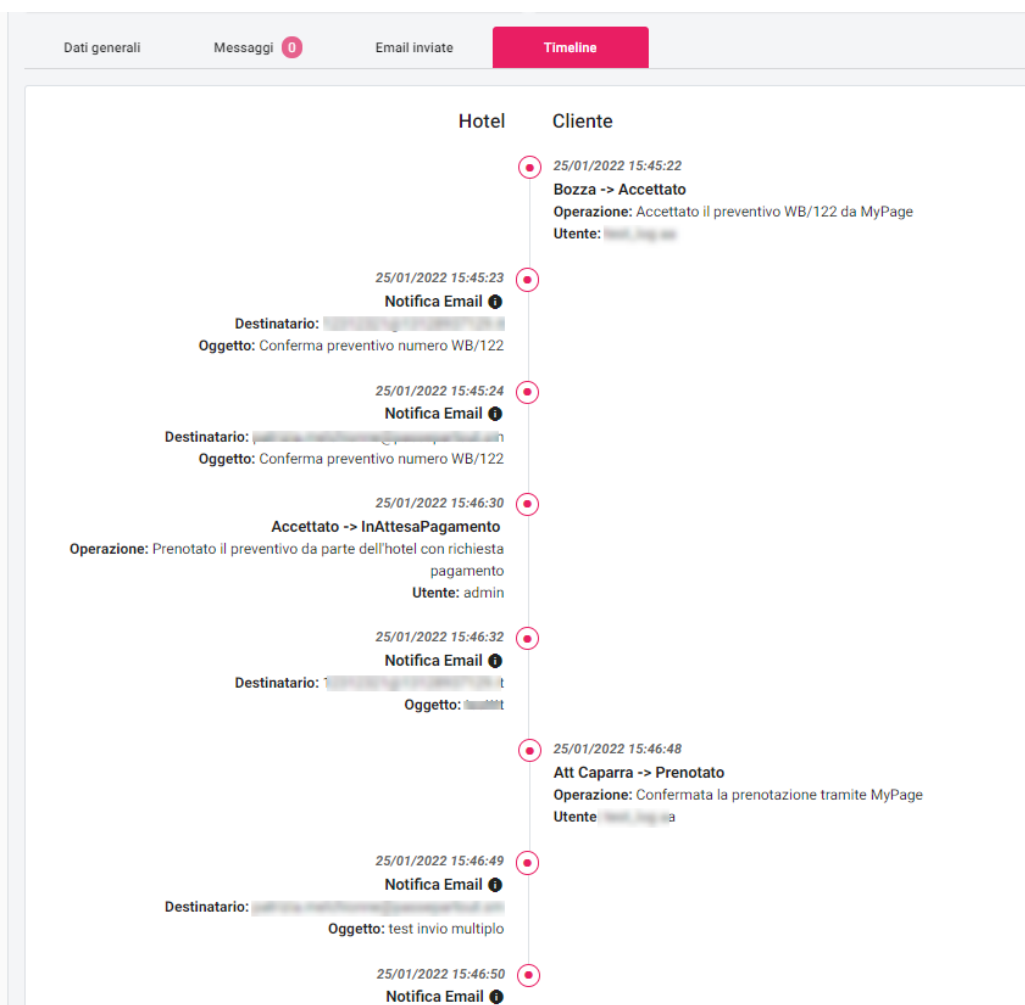 Dati generali Messaggi 0 Email inviate Timeline
Hotel Cliente
25/01/2022 15:45:22
Bozza -> Accettato
Operazione: Accettato il preventivo WB/122 da MyPage
Utente:
25/01/2022 15:45:23
Notifica Email
Destinatario:
Oggetto: Conferma preventivo numero WB/122
25/01/2022 15:45:24
Notifica Email
Destinatario:
Oggetto: Conferma preventivo numero WB/122
25/01/2022 15:46:30
Accettato -> InAttesaPagamento
Operazione: Prenotato il preventivo da parte dell'hotel con richiesta
pagamento
Utente: admin
25/01/2022 15:46:32
Notifica Email
Destinatario:
Oggetto:
25/01/2022 15:46:48
Att Caparra -> Prenotato
Operazione: Confermata la prenotazione tramite MyPage
Utente
25/01/2022 15:46:49
Notifica Email
Destinatario:
Oggetto: test invio multiplo
25/01/2022 15:46:50
Notifica Email